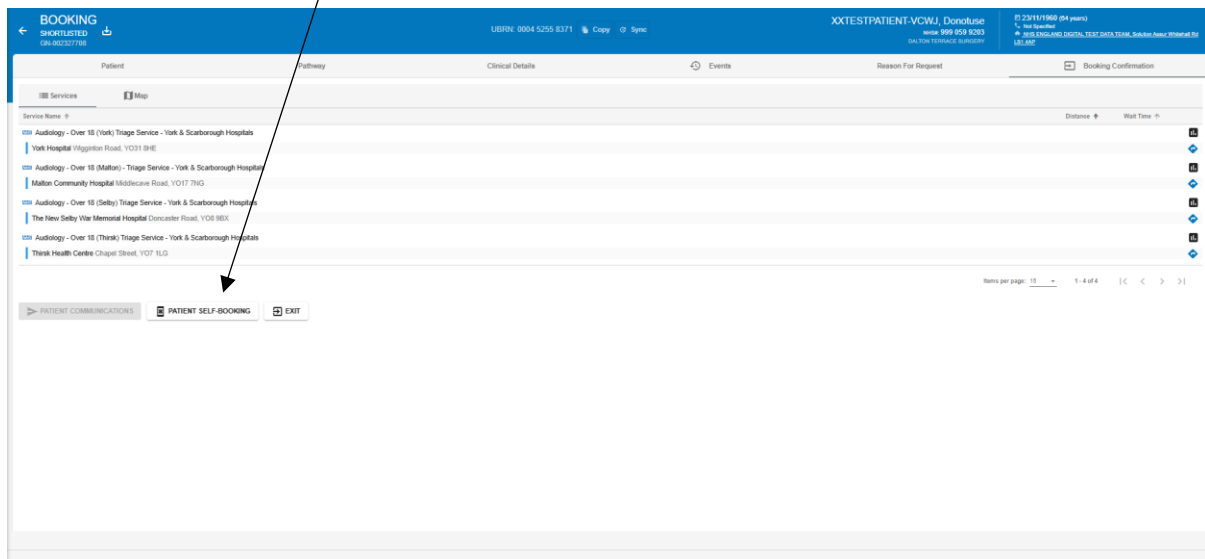 BOOKING
SHORTLISTED
GN-002327708
UBRN: 0004 5255 8371 Copy Sync
XXTESTPATIENT-VCWJ, Donotuse
NHS#: 999 059 9203
DALTON TERRACE SURGERY
23/11/1960 (64 years)
Not Specified
NHS ENGLAND DIGITAL TEST DATA TEAM, Solution Assur Whitehall Rd
LS1 4HR
Patient Pathway Clinical Details Events Reason For Request Booking Confirmation
Services Map
Service Name Distance Wait Time
Audiology - Over 18 (York) Triage Service - York & Scarborough Hospitals
York Hospital Wigginton Road, YO31 8HE
Audiology - Over 18 (Malton) - Triage Service - York & Scarborough Hospitals
Malton Community Hospital Middlecave Road, YO17 7NG
Audiology - Over 18 (Selby) Triage Service - York & Scarborough Hospitals
The New Selby War Memorial Hospital Doncaster Road, YO8 9BX
Audiology - Over 18 (Thirsk) Triage Service - York & Scarborough Hospitals
Thirsk Health Centre Chapel Street, YO7 1LG
Items per page: 15 1 - 4 of 4
PATIENT COMMUNICATIONS PATIENT SELF-BOOKING EXIT